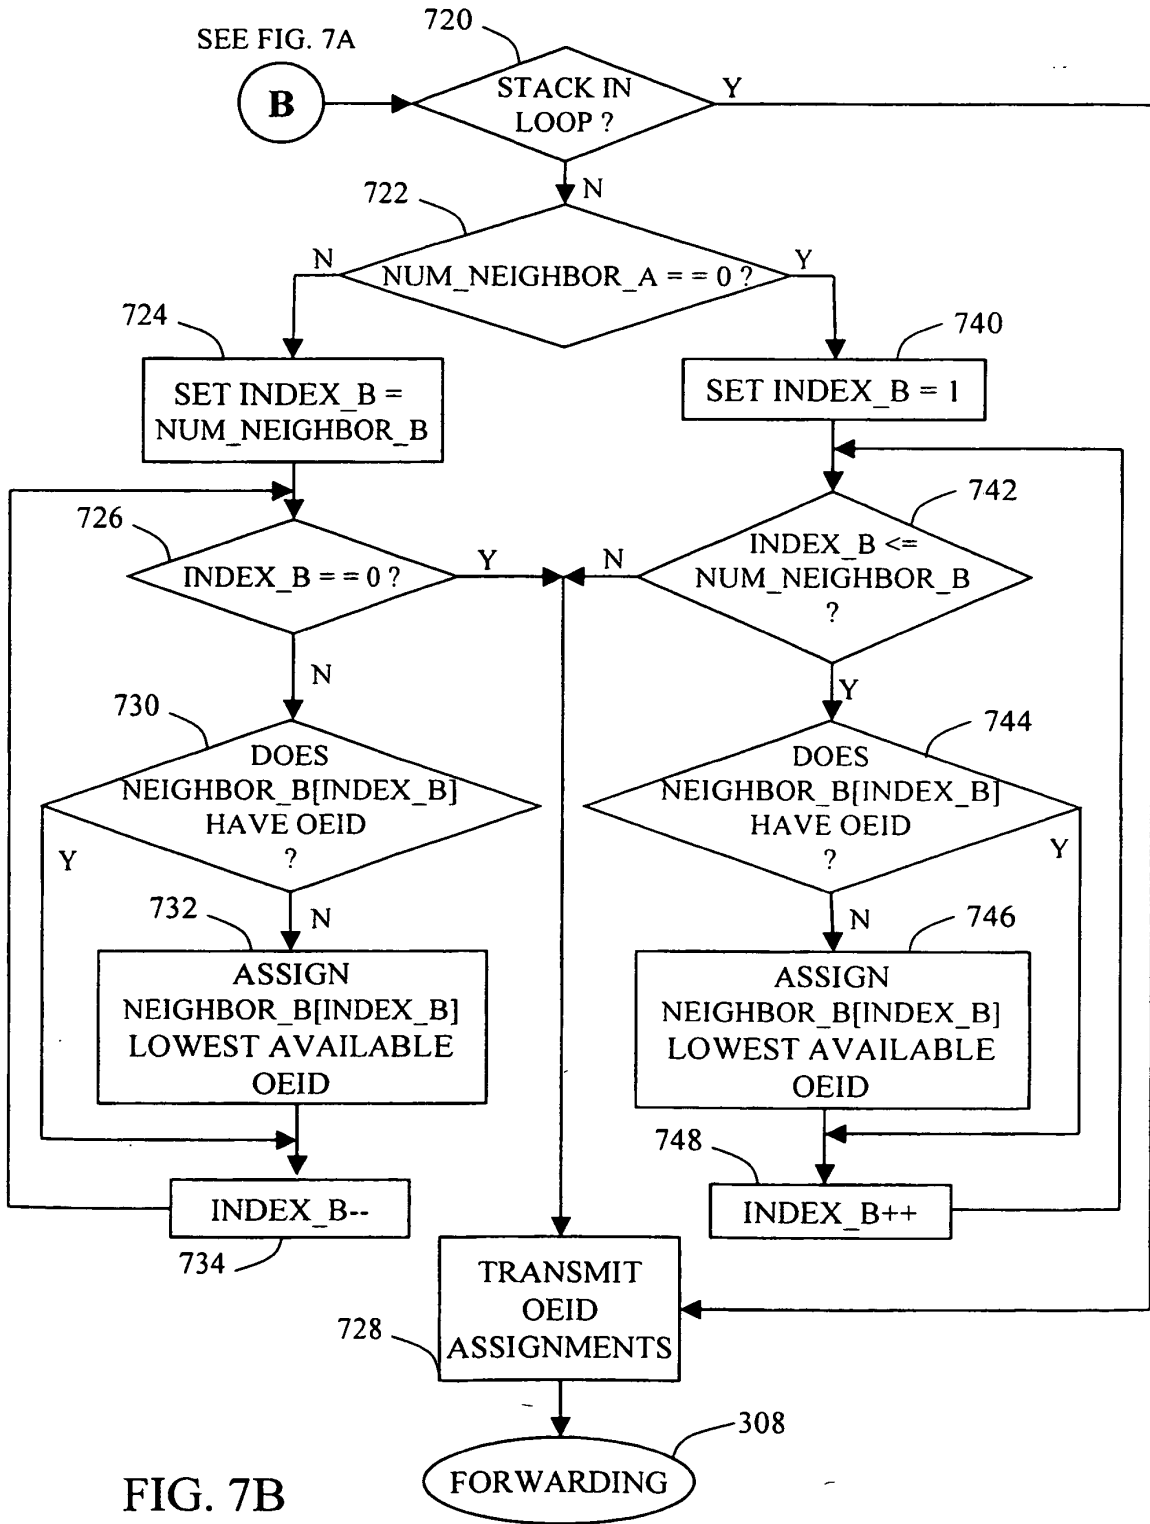 720
SEE FIG. 7A
B
STACK IN
LOOP ?
Y
N
722
NUM_NEIGHBOR_A = = 0 ?
N
Y
724
740
SET INDEX_B =
NUM_NEIGHBOR_B
SET INDEX_B = 1
726
742
INDEX_B = = 0 ?
Y
N
INDEX_B <=
NUM_NEIGHBOR_B
?
N
Y
730
744
DOES
NEIGHBOR_B[INDEX_B]
HAVE OEID
?
Y
DOES
NEIGHBOR_B[INDEX_B]
HAVE OEID
?
Y
732
N
N
746
ASSIGN
NEIGHBOR_B[INDEX_B]
LOWEST AVAILABLE
OEID
ASSIGN
NEIGHBOR_B[INDEX_B]
LOWEST AVAILABLE
OEID
748
INDEX_B--
INDEX_B++
734
TRANSMIT
OEID
ASSIGNMENTS
728
308
FORWARDING
FIG. 7B